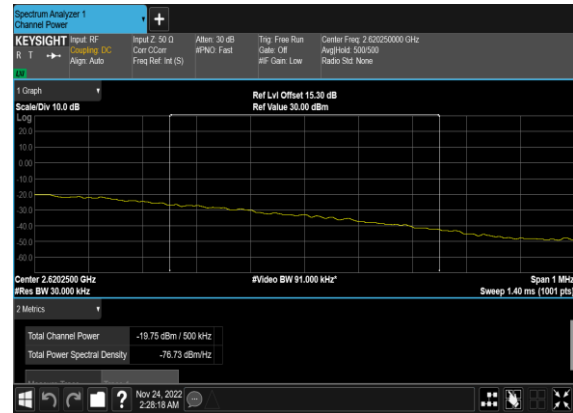 Spectrum Analyzer 1
Channel Power
KEYSIGHT Input: RF Input Z: 50 Ω Atten: 30 dB Trig: Free Run Center Freq: 2.620250000 GHz
R T Coupling: DC Corr CCorr #PNO: Fast Gate: Off Avg|Hold: 500/500
Align: Auto Freq Ref: Int (S) #IF Gain: Low Radio Std: None
1 Graph Ref Lvl Offset 15.30 dB
Scale/Div 10.0 dB Ref Value 30.00 dBm
Log
20.0
10.0
0.00
-10.0
-20.0
-30.0
-40.0
-50.0
-60.0
Center 2.6202500 GHz #Video BW 91.000 kHz* Span 1 MHz
#Res BW 30.000 kHz Sweep 1.40 ms (1001 pts)
2 Metrics
Total Channel Power -19.75 dBm / 500 kHz
Total Power Spectral Density -76.73 dBm/Hz
Nov 24, 2022
2:28:18 AM